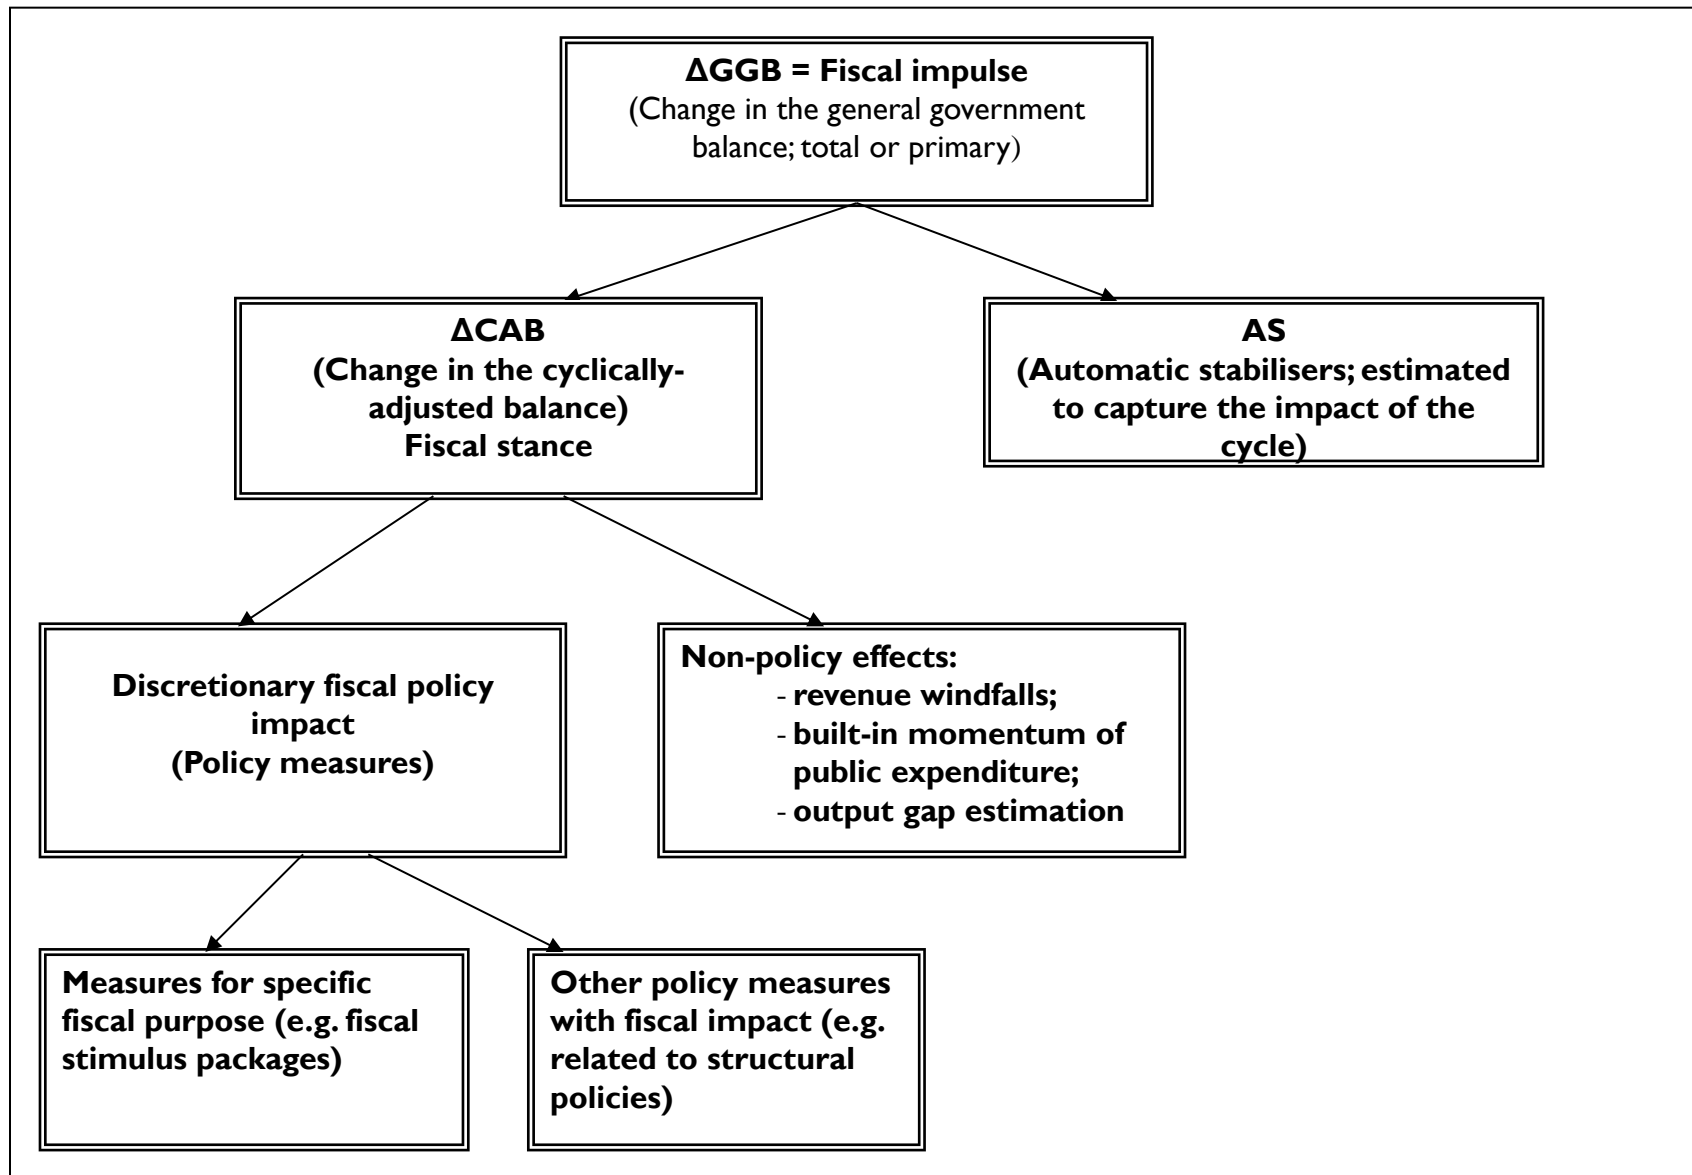 ΔGGB = Fiscal impulse
(Change in the general government
balance; total or primary)
ΔCAB
(Change in the cyclically-
adjusted balance)
Fiscal stance
AS
(Automatic stabilisers; estimated
to capture the impact of the
cycle)
Discretionary fiscal policy
impact
(Policy measures)
Non-policy effects:
- revenue windfalls;
- built-in momentum of
public expenditure;
- output gap estimation
Measures for specific
fiscal purpose (e.g. fiscal
stimulus packages)
Other policy measures
with fiscal impact (e.g.
related to structural
policies)